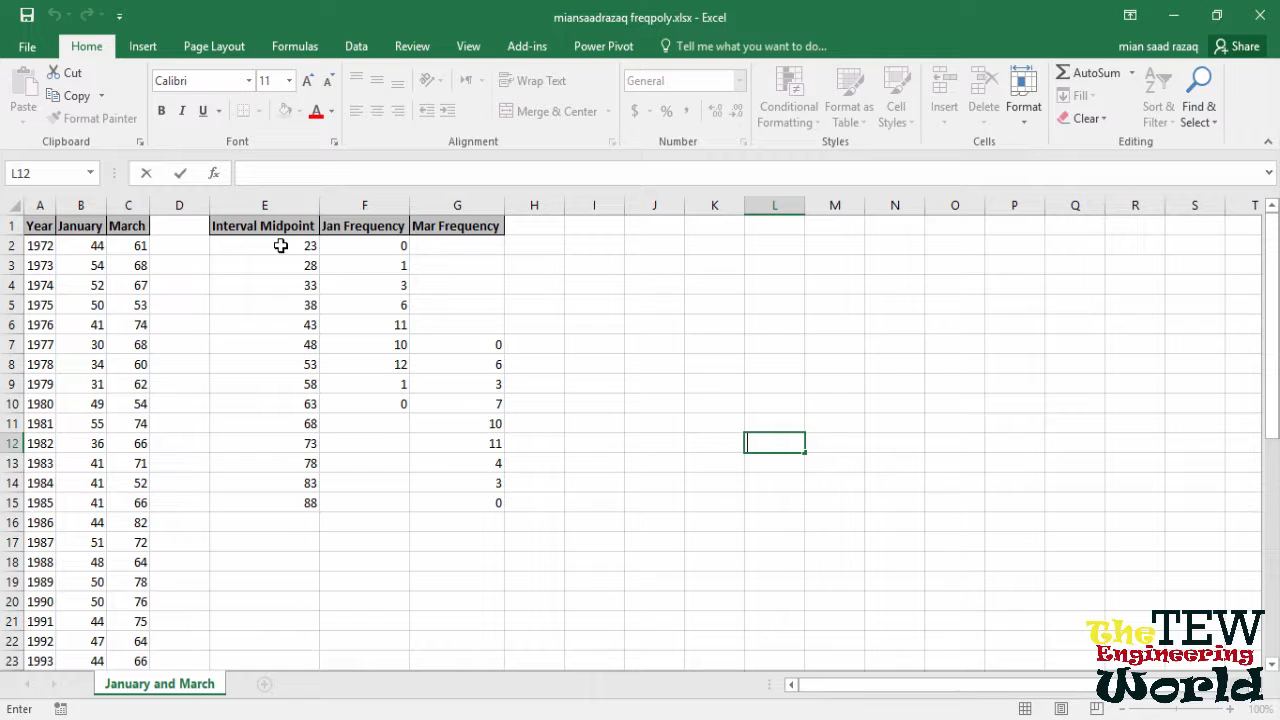 miansaadrazaq freqpoly.xlsx - Excel
File Home Insert Page Layout Formulas Data Review View Add-ins Power Pivot Tell me what you want to do... mian saad razaq Share
Paste Cut Copy Format Painter
Calibri 11 A A B I U A
Wrap Text Merge & Center
General $ % ,
Conditional Formatting Format as Table Cell Styles
Insert Delete Format
AutoSum Fill Clear Sort & Filter Find & Select
Clipboard Font Alignment Number Styles Cells Editing
L12 fx
A B C D E F G H I J K L M N O P Q R S T
1 Year January March Interval Midpoint Jan Frequency Mar Frequency
2 1972 44 61 23 0
3 1973 54 68 28 1
4 1974 52 67 33 3
5 1975 50 53 38 6
6 1976 41 74 43 11
7 1977 30 68 48 10 0
8 1978 34 60 53 12 6
9 1979 31 62 58 1 3
10 1980 49 54 63 0 7
11 1981 55 74 68 10
12 1982 36 66 73 11
13 1983 41 71 78 4
14 1984 41 52 83 3
15 1985 41 66 88 0
16 1986 44 82
17 1987 51 72
18 1988 48 64
19 1989 50 78
20 1990 50 76
21 1991 44 75
22 1992 47 64
23 1993 44 66
The TEW
Engineering
World
January and March
Enter 100%